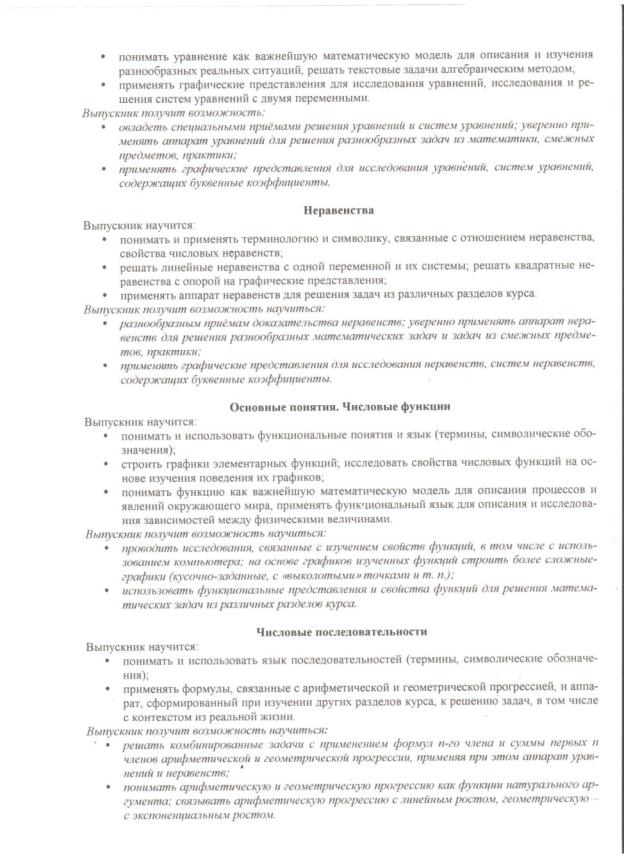 • понимать уравнение как важнейшую математическую модель для описания и изучения
разнообразных реальных ситуаций, решать текстовые задачи алгебраическим методом;
• применять графические представления для исследования уравнений, исследования и ре-
шения систем уравнений с двумя переменными.
Выпускник получит возможность:
• овладеть специальными приёмами решения уравнений и систем уравнений; уверенно при-
менять аппарат уравнений для решения разнообразных задач из математики, смежных
предметов, практики;
• применять графические представления для исследования уравнений, систем уравнений,
содержащих буквенные коэффициенты.
Неравенства
Выпускник научится:
• понимать и применять терминологию и символику, связанные с отношением неравенства,
свойства числовых неравенств;
• решать линейные неравенства с одной переменной и их системы; решать квадратные не-
равенства с опорой на графические представления;
• применять аппарат неравенств для решения задач из различных разделов курса.
Выпускник получит возможность научиться:
• разнообразным приёмам доказательства неравенств; уверенно применять аппарат нера-
венств для решения разнообразных математических задач и задач из смежных предме-
тов, практики;
• применять графические представления для исследования неравенств, систем неравенств,
содержащих буквенные коэффициенты.
Основные понятия. Числовые функции
Выпускник научится:
• понимать и использовать функциональные понятия и язык (термины, символические обо-
значения);
• строить графики элементарных функций; исследовать свойства числовых функций на ос-
нове изучения поведения их графиков;
• понимать функцию как важнейшую математическую модель для описания процессов и
явлений окружающего мира, применять функциональный язык для описания и исследова-
ния зависимостей между физическими величинами.
Выпускник получит возможность научиться:
• проводить исследования, связанные с изучением свойств функций, в том числе с исполь-
зованием компьютера; на основе графиков изученных функций строить более сложные
графики (кусочно-заданные, с «выколотыми» точками и т. п.);
• использовать функциональные представления и свойства функций для решения матема-
тических задач из различных разделов курса.
Числовые последовательности
Выпускник научится:
• понимать и использовать язык последовательностей (термины, символические обозначе-
ния);
• применять формулы, связанные с арифметической и геометрической прогрессией, и аппа-
рат, сформированный при изучении других разделов курса, к решению задач, в том числе
с контекстом из реальной жизни.
Выпускник получит возможность научиться:
• решать комбинированные задачи с применением формул n-го члена и суммы первых n
членов арифметической и геометрической прогрессии, применяя при этом аппарат урав-
нений и неравенств;
• понимать арифметическую и геометрическую прогрессию как функции натурального ар-
гумента; связывать арифметическую прогрессию с линейным ростом, геометрическую –
с экспоненциальным ростом.